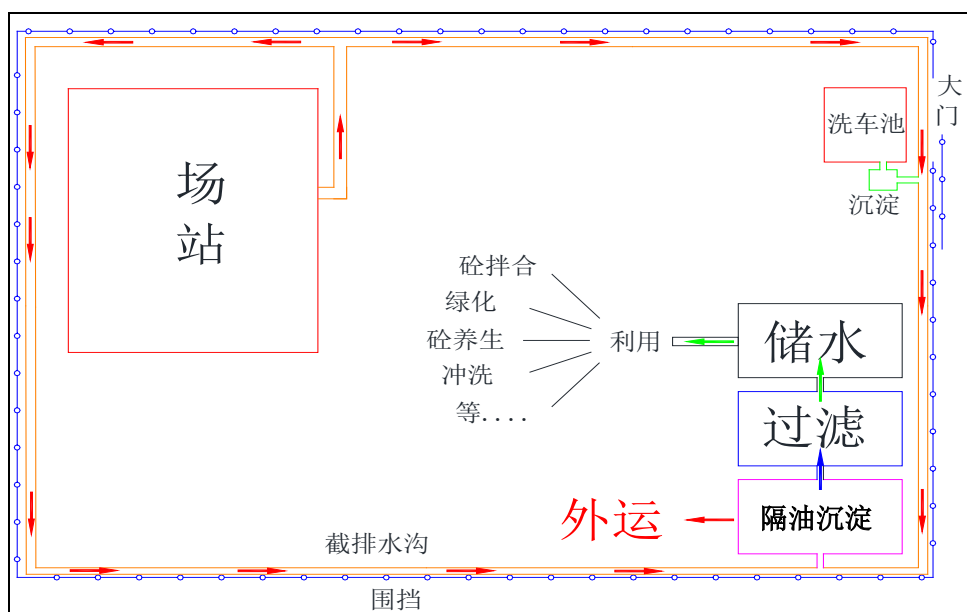 大
门
洗车池
沉淀
场
站
砼拌合
绿化
砼养生
冲洗
等....
利用
储水
过滤
隔油沉淀
外运
截排水沟
围挡